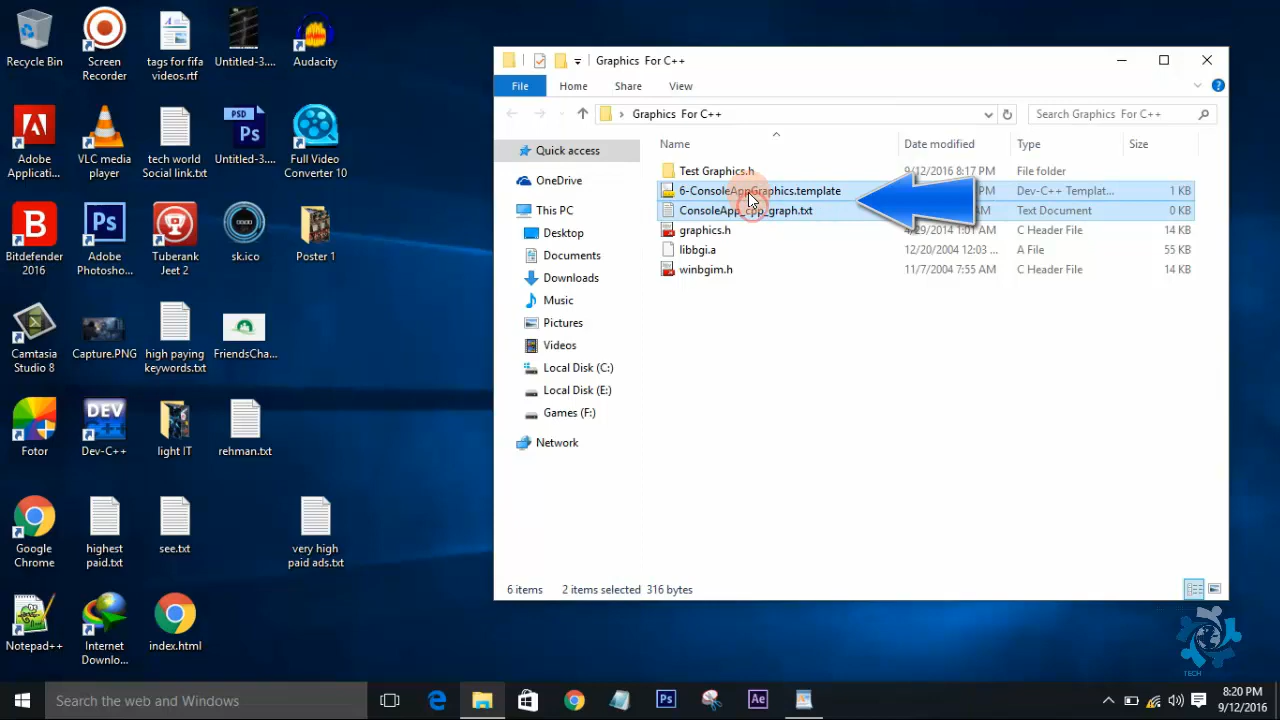 Recycle Bin
Screen
Recorder
tags for fifa
videos.rtf
Untitled-3....
Audacity
Adobe
Applicati...
VLC media
player
tech world
Social link.txt
PSD
Ps
Untitled-3....
Full Video
Converter 10
B
Bitdefender
2016
Ps
Adobe
Photosho...
Tuberank
Jeet 2
sk.ico
Poster 1
Camtasia
Studio 8
Capture.PNG
high paying
keywords.txt
FriendsCha...
Fotor
DEV
Dev-C++
light IT
rehman.txt
Google
Chrome
highest
paid.txt
see.txt
very high
paid ads.txt
Notepad++
Internet
Downlo...
index.html
Graphics For C++
File
Home
Share
View
Graphics For C++
Search Graphics For C++
Quick access
OneDrive
This PC
Desktop
Documents
Downloads
Music
Pictures
Videos
Local Disk (C:)
Local Disk (E:)
Games (F:)
Network
Name
Date modified
Type
Size
Test Graphics.h
9/12/2016 8:17 PM
File folder
6-ConsoleAppGraphics.template
Dev-C++ Templat...
1 KB
ConsoleApp_cpp_graph.txt
Text Document
0 KB
graphics.h
1:01 AM
C Header File
14 KB
libbgi.a
12/20/2004 12:03 ...
A File
55 KB
winbgim.h
11/7/2004 7:55 AM
C Header File
14 KB
6 items
2 items selected 316 bytes
TECH
Search the web and Windows
Ps
Ae
8:20 PM
9/12/2016